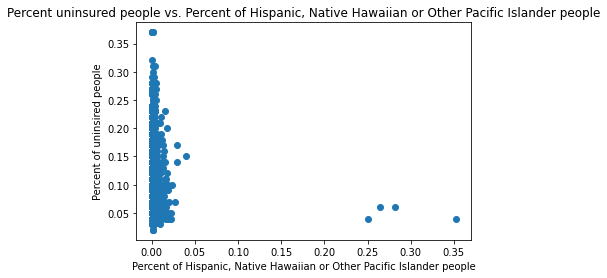 Percent uninsured people vs. Percent of Hispanic, Native Hawaiian or Other Pacific Islander people
Percent of uninsired people
0.35
0.30
0.25
0.20
0.15
0.10
0.05
0.00 0.05 0.10 0.15 0.20 0.25 0.30 0.35
Percent of Hispanic, Native Hawaiian or Other Pacific Islander people